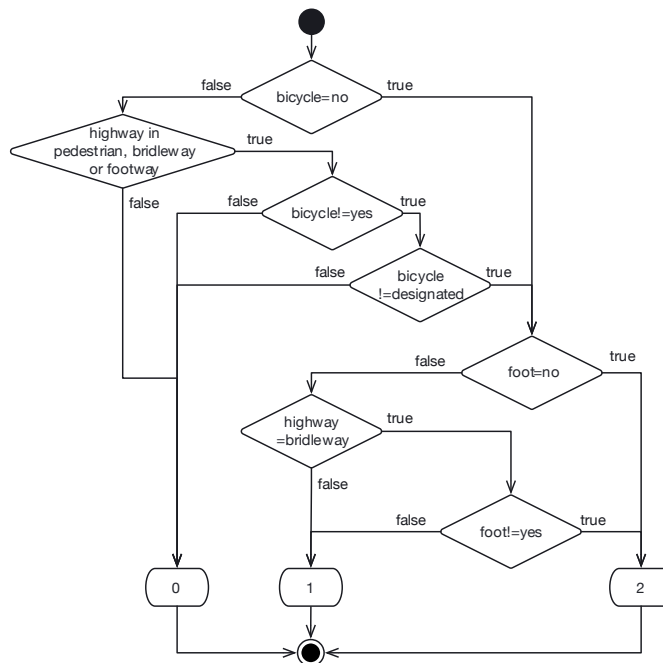 false
true
bicycle=no
highway in
pedestrian, bridleway
or footway
true
false
false
true
bicycle!=yes
false
true
bicycle
!=designated
false
true
foot=no
highway
=bridleway
true
false
false
true
foot!=yes
0
1
2